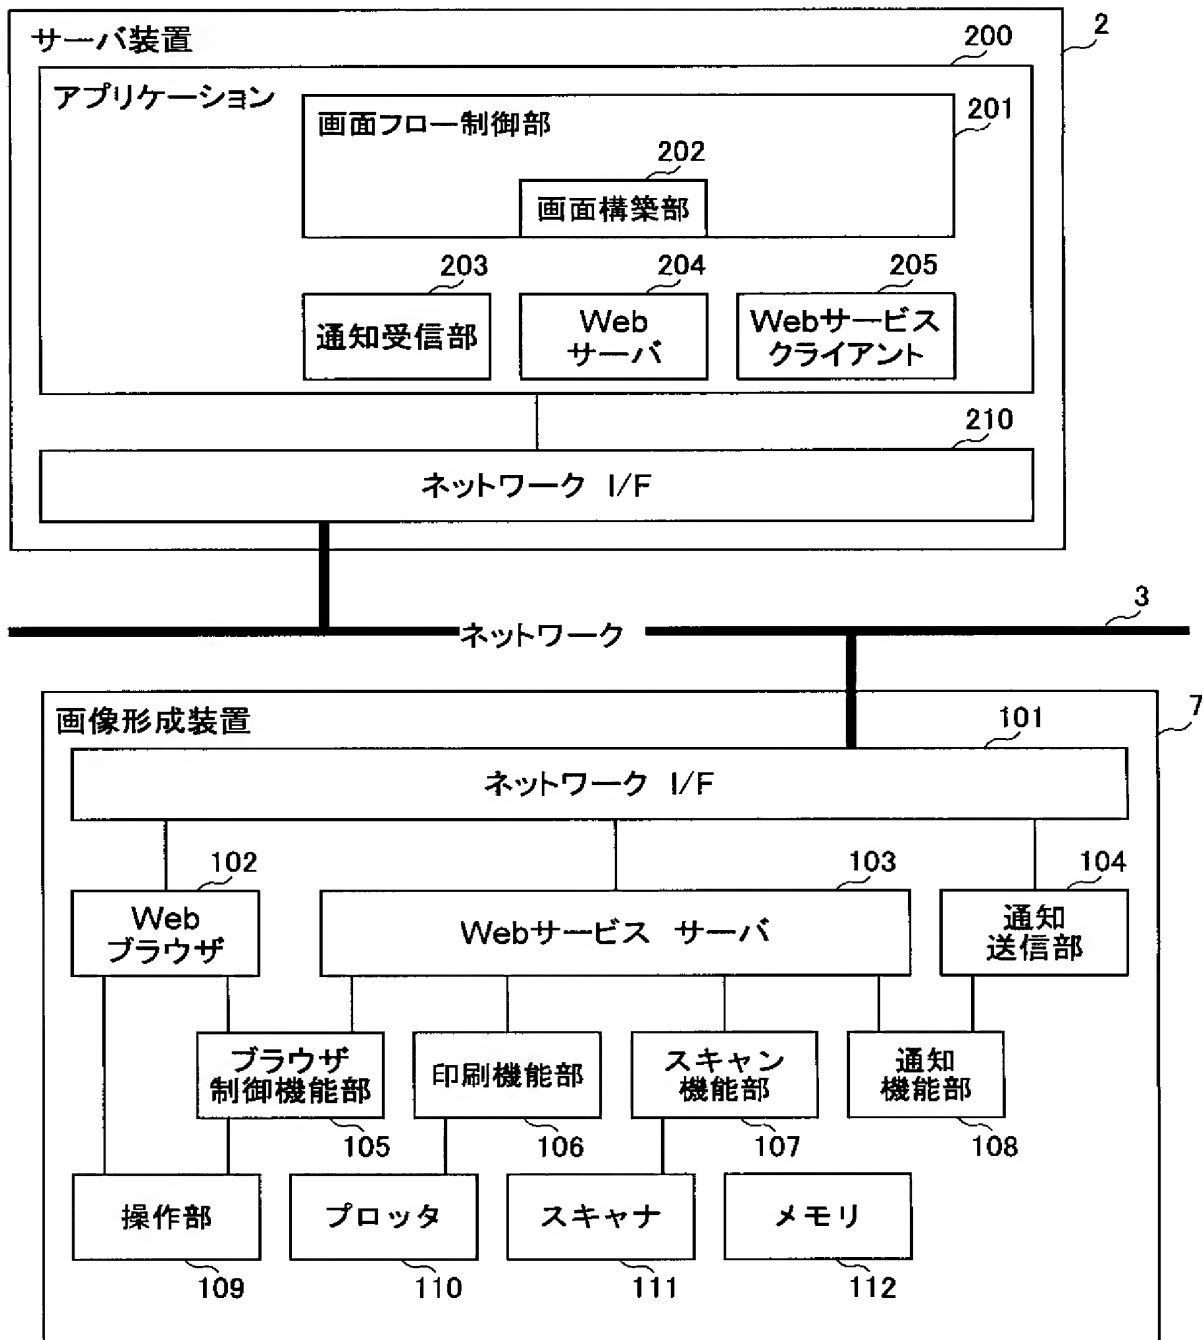 サーバ装置
2
200
アプリケーション
画面フロー制御部
201
202
画面構築部
203
204
205
通知受信部
Web
サーバ
Webサービス
クライアント
210
ネットワーク I/F
3
ネットワーク
7
画像形成装置
101
ネットワーク I/F
102
103
104
Web
ブラウザ
Webサービス サーバ
通知
送信部
ブラウザ
制御機能部
印刷機能部
スキャン
機能部
通知
機能部
105
106
107
108
操作部
プロッタ
スキャナ
メモリ
109
110
111
112